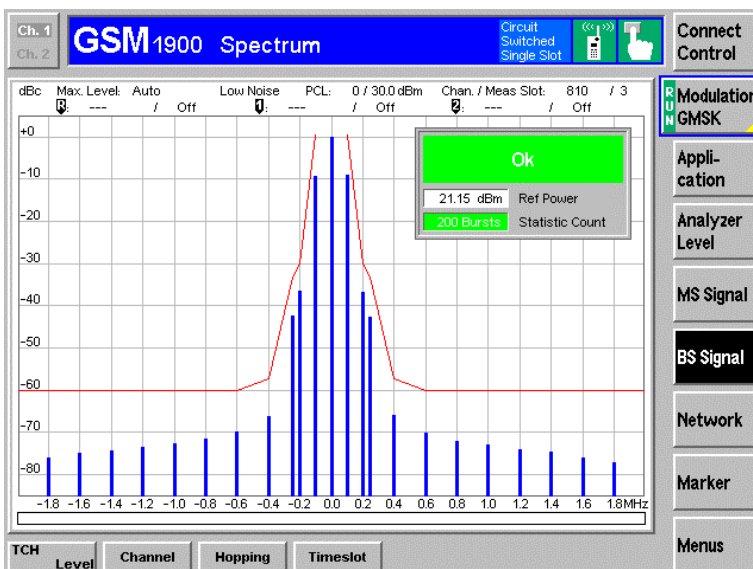 Ch. 1
Ch. 2
GSM 1900 Spectrum
Circuit
Switched
Single Slot
Connect
Control
dBc Max. Level: Auto Low Noise PCL: 0 / 30.0 dBm Chan. / Meas Slot: 810 / 3
R: --- / Off 1: --- / Off 2: --- / Off
RUN
Modulation
GMSK
Appli-
cation
Analyzer
Level
MS Signal
BS Signal
Network
Marker
Menus
Ok
21.15 dBm Ref Power
200 Bursts Statistic Count
+0
-10
-20
-30
-40
-50
-60
-70
-80
-1.8 -1.6 -1.4 -1.2 -1.0 -0.8 -0.6 -0.4 -0.2 0.0 0.2 0.4 0.6 0.8 1.0 1.2 1.4 1.6 1.8MHz
TCH
Level
Channel
Hopping
Timeslot